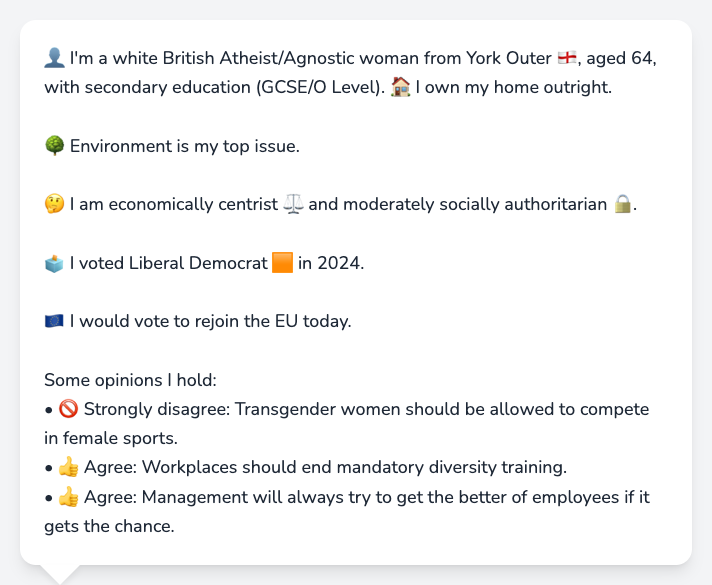 👤 I'm a white British Atheist/Agnostic woman from York Outer 🏴󠁧󠁢󠁥󠁮󠁧󠁿, aged 64,
with secondary education (GCSE/O Level). 🏠 I own my home outright.
🌳 Environment is my top issue.
🤔 I am economically centrist ⚖️ and moderately socially authoritarian 🔒.
🗳️ I voted Liberal Democrat 🟧 in 2024.
🇪🇺 I would vote to rejoin the EU today.
Some opinions I hold:
• 🚫 Strongly disagree: Transgender women should be allowed to compete
in female sports.
• 👍 Agree: Workplaces should end mandatory diversity training.
• 👍 Agree: Management will always try to get the better of employees if it
gets the chance.